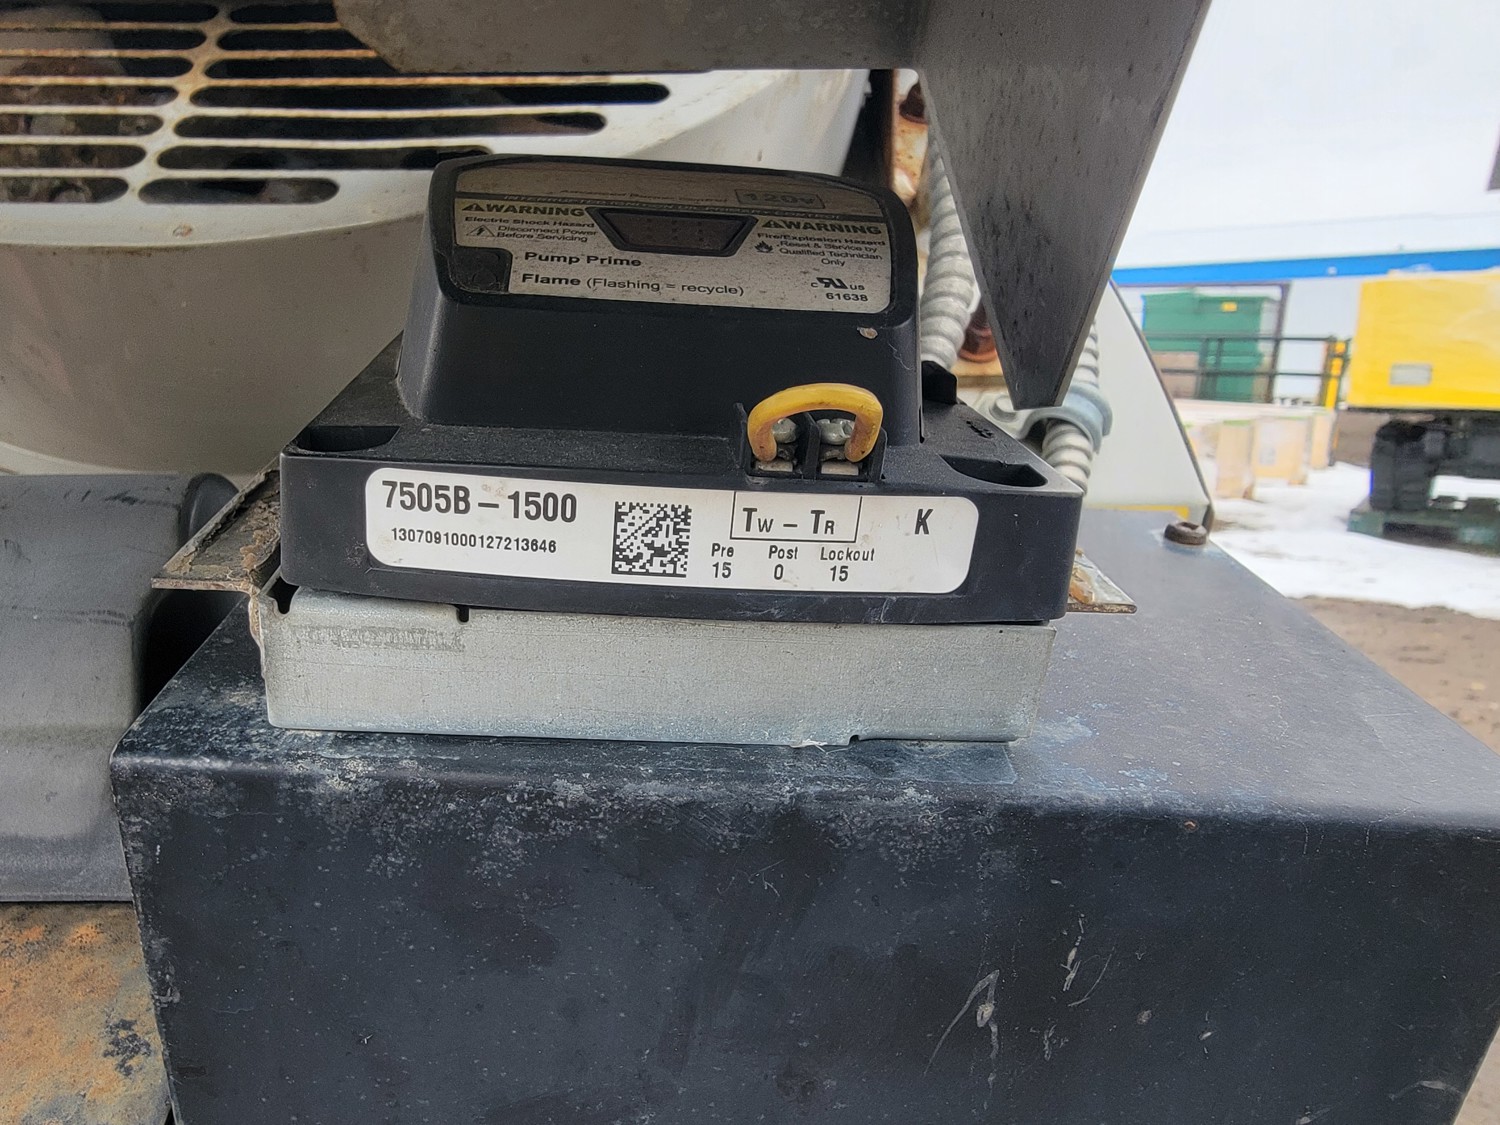 120v
WARNING
Electric Shock Hazard
Disconnect Power
Before Servicing
WARNING
Fire/Explosion Hazard
Reset & Service by
Qualified Technician
Only
Pump Prime
Flame (Flashing = recycle)
c us
61638
7505B – 1500
1307091000127213646
TW – TR
K
Pre Post Lockout
15 0 15